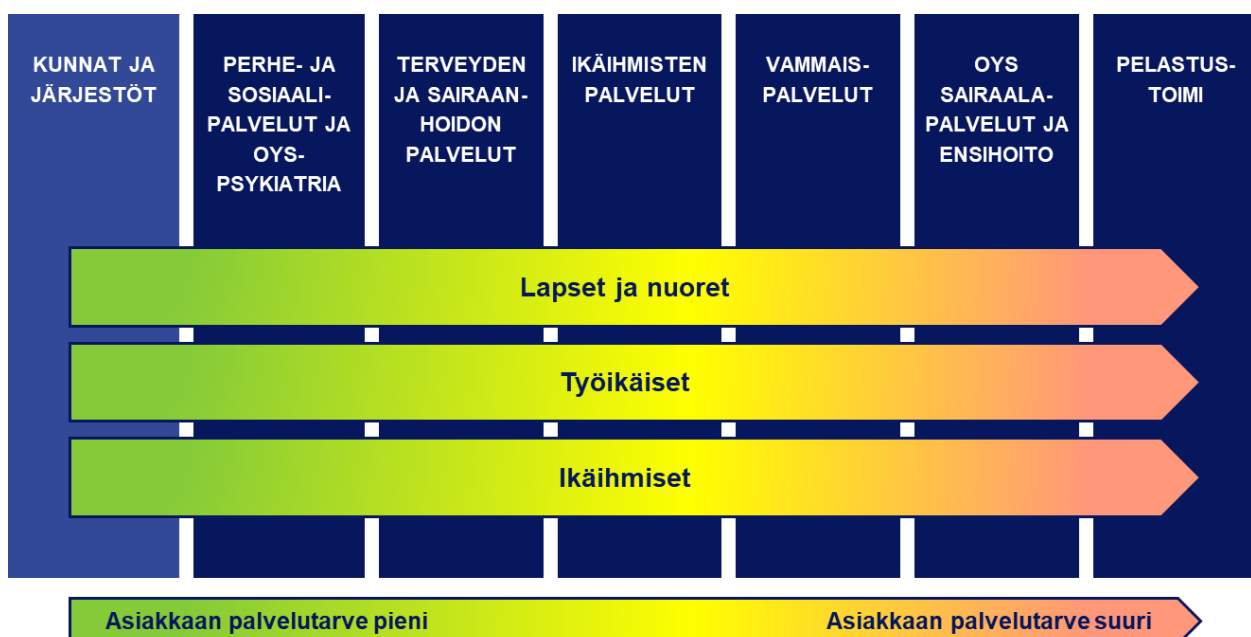 KUNNAT JA
JÄRJESTÖT
PERHE- JA
SOSIAALI-
PALVELUT JA
OYS-
PSYKIATRIA
TERVEYDEN
JA SAIRAAN-
HOIDON
PALVELUT
IKÄIHMISTEN
PALVELUT
VAMMAIS-
PALVELUT
OYS
SAIRAALA-
PALVELUT JA
ENSIHOITO
PELASTUS-
TOIMI
Lapset ja nuoret
Työikäiset
Ikäihmiset
Asiakkaan palvelutarve pieni
Asiakkaan palvelutarve suuri